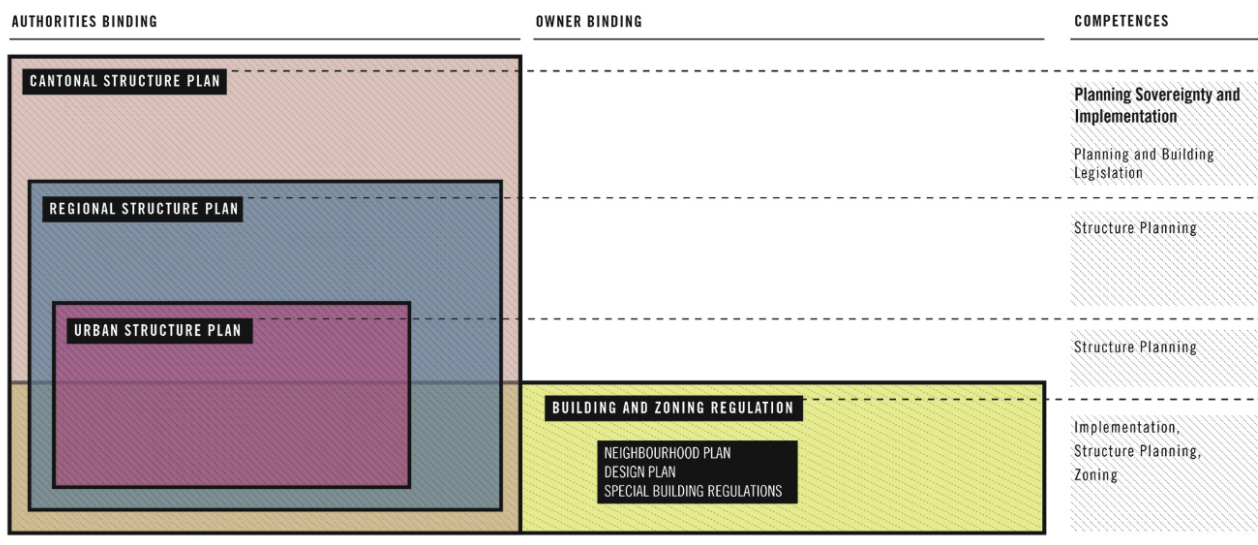 AUTHORITIES BINDING
OWNER BINDING
COMPETENCES
CANTONAL STRUCTURE PLAN
Planning Sovereignty and
Implementation
Planning and Building
Legislation
REGIONAL STRUCTURE PLAN
Structure Planning
URBAN STRUCTURE PLAN
Structure Planning
BUILDING AND ZONING REGULATION
NEIGHBOURHOOD PLAN
DESIGN PLAN
SPECIAL BUILDING REGULATIONS
Implementation,
Structure Planning,
Zoning